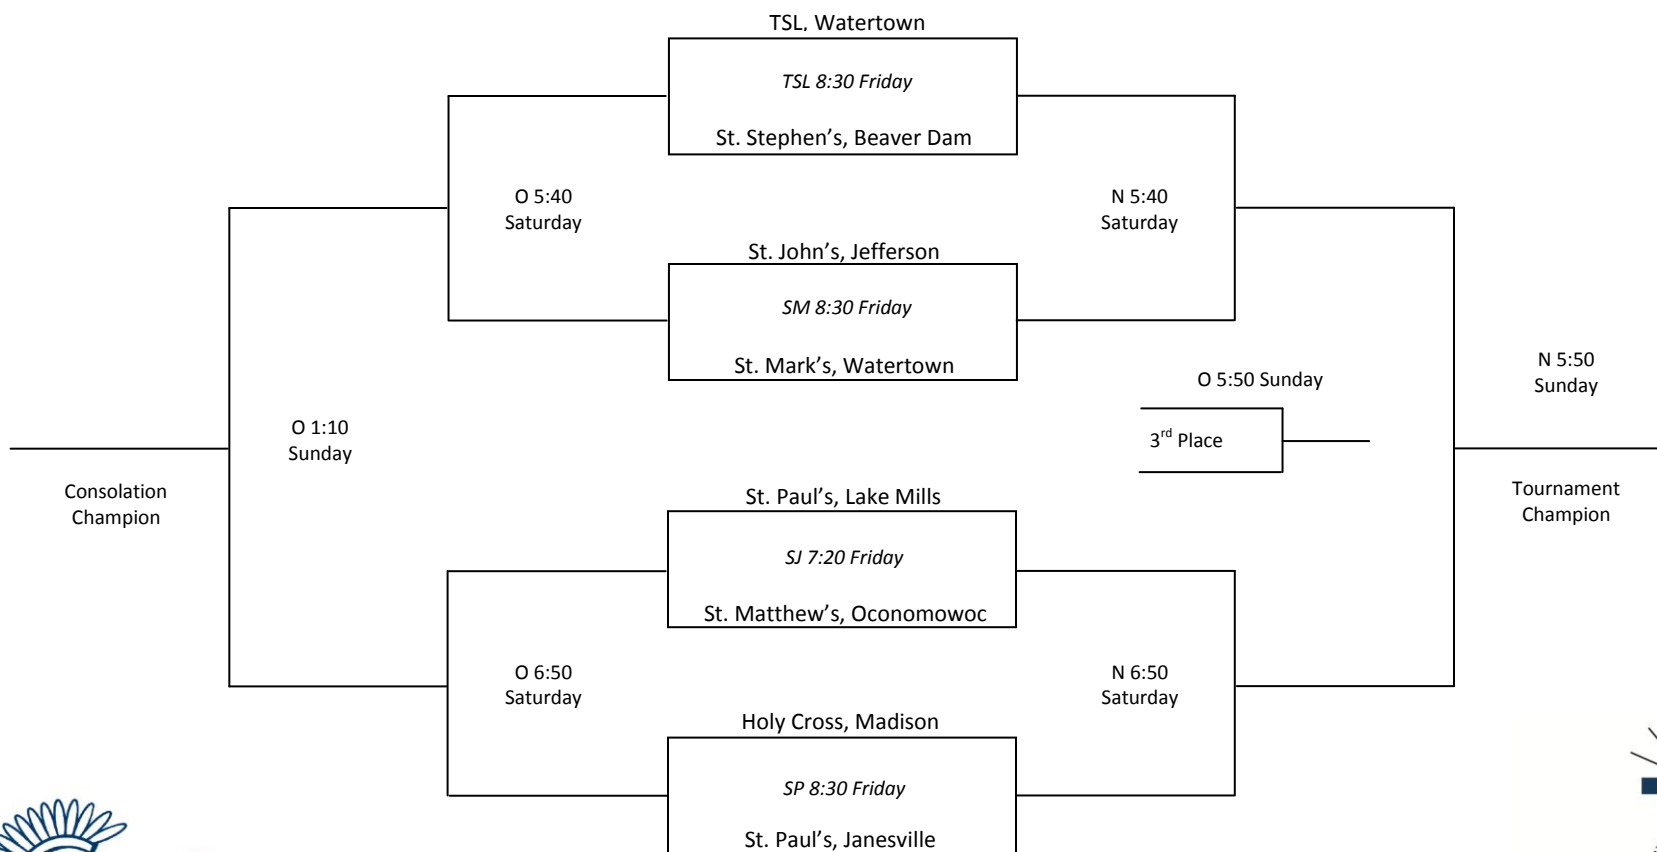 TSL, Watertown
TSL 8:30 Friday
St. Stephen’s, Beaver Dam
O 5:40
Saturday
N 5:40
Saturday
St. John’s, Jefferson
SM 8:30 Friday
St. Mark’s, Watertown
O 5:50 Sunday
N 5:50
Sunday
O 1:10
Sunday
3rd Place
Consolation
Champion
Tournament
Champion
St. Paul’s, Lake Mills
SJ 7:20 Friday
St. Matthew’s, Oconomowoc
O 6:50
Saturday
N 6:50
Saturday
Holy Cross, Madison
SP 8:30 Friday
St. Paul’s, Janesville